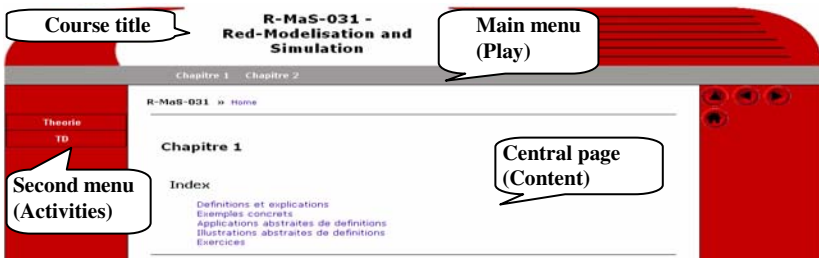 Course title
R-MaS-031 -
Red-Modelisation and
Simulation
Main menu
(Play)
Chapitre 1 Chapitre 2
R-MaS-031 » Home
Theorie
TD
Chapitre 1
Central page
(Content)
Second menu
(Activities)
Index
Definitions et explications
Exemples concrets
Applications abstraites de definitions
Illustrations abstraites de definitions
Exercices